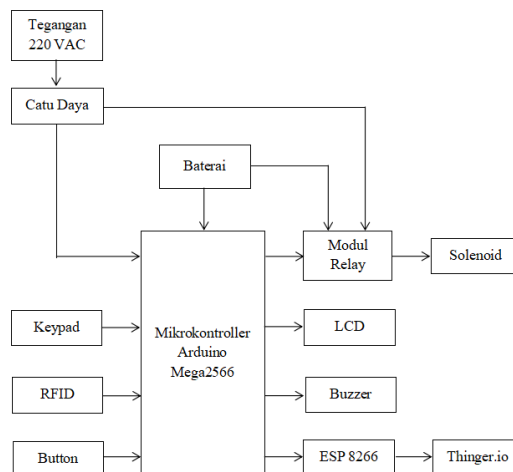 Tegangan
220 VAC
Catu Daya
Baterai
Modul
Relay
Solenoid
Keypad
Mikrokontroller
Arduino
Mega2566
LCD
RFID
Buzzer
Button
ESP 8266
Thinger.io